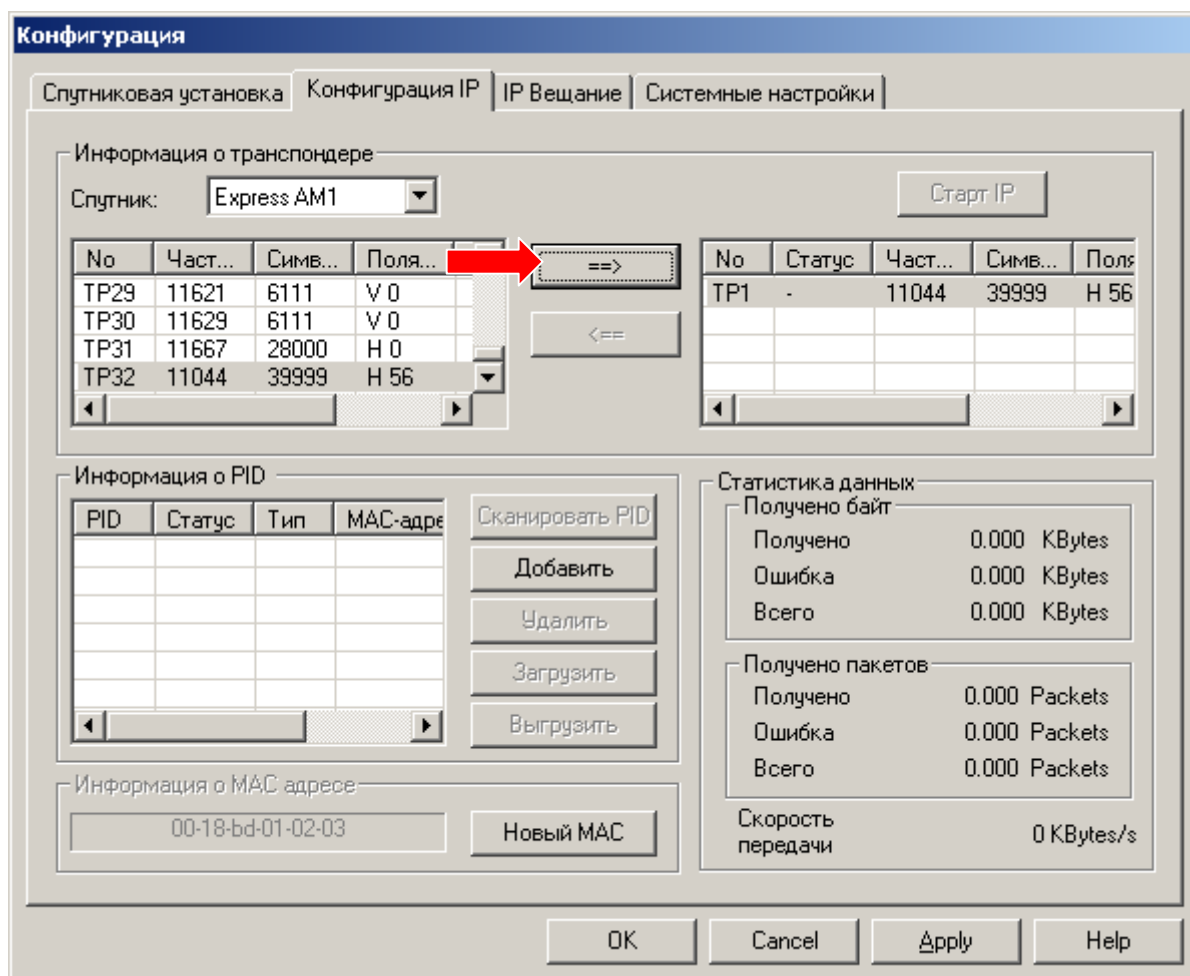 Конфигурация
Спутниковая установка Конфигурация IP IP Вещание Системные настройки
Информация о транспондере
Спутник: Express AM1 Старт IP
No Част... Симв... Поля...
TP29 11621 6111 V 0
TP30 11629 6111 V 0
TP31 11667 28000 H 0
TP32 11044 39999 H 56
==>
<==
No Статус Част... Симв... Поля
TP1 - 11044 39999 H 56
Информация о PID
PID Статус Тип MAC-адре
Сканировать PID
Добавить
Удалить
Загрузить
Выгрузить
Информация о MAC адресе
00-18-bd-01-02-03 Новый MAC
Статистика данных
Получено байт
Получено 0.000 KBytes
Ошибка 0.000 KBytes
Всего 0.000 KBytes
Получено пакетов
Получено 0.000 Packets
Ошибка 0.000 Packets
Всего 0.000 Packets
Скорость
передачи 0 KBytes/s
OK Cancel Apply Help